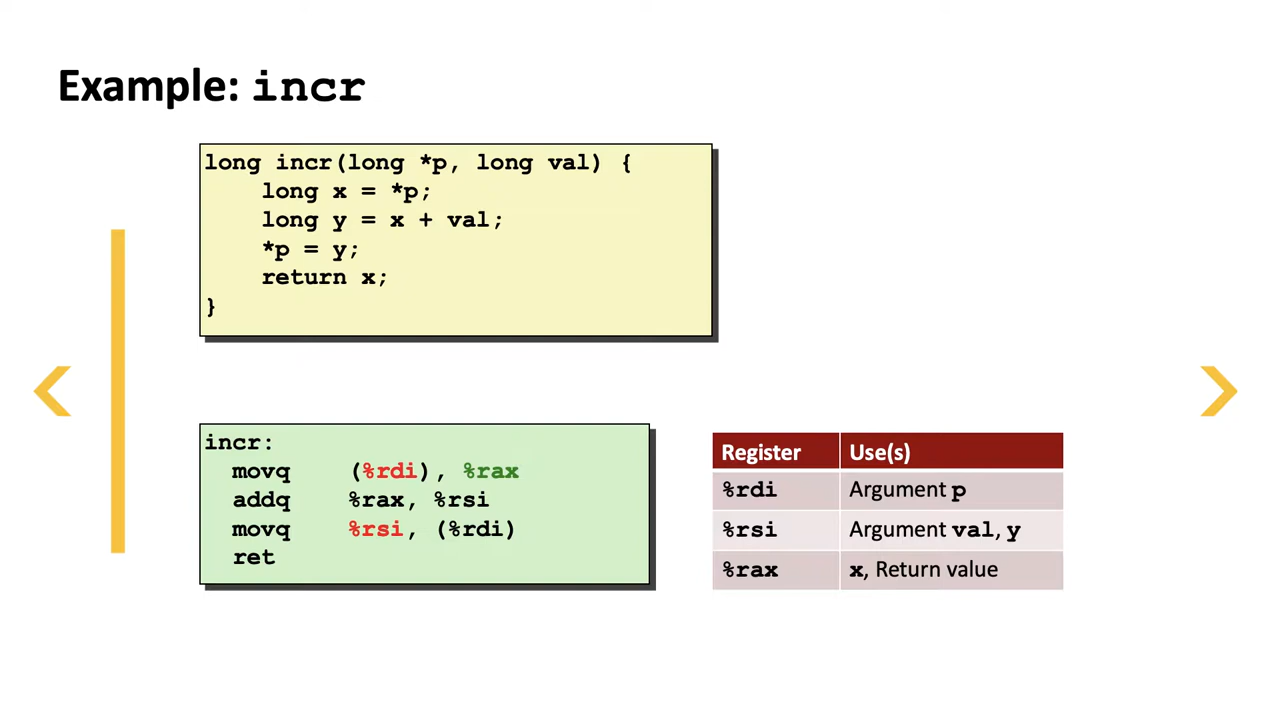 Example: incr
long incr(long *p, long val) {
    long x = *p;
    long y = x + val;
    *p = y;
    return x;
}
incr:
  movq    (%rdi), %rax
  addq    %rax, %rsi
  movq    %rsi, (%rdi)
  ret
Register Use(s)
%rdi Argument p
%rsi Argument val, y
%rax x, Return value